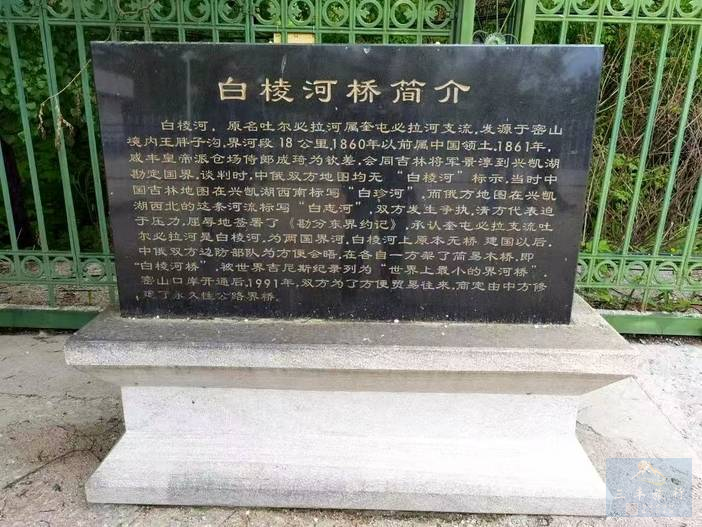 白棱河桥简介
白棱河，原名吐尔必拉河属奎屯必拉河支流，发源于密山
境内王胖子沟，界河段18公里，1860年以前属中国领土，1861年，
咸丰皇帝派仓场侍郎成琦为钦差，会同吉林将军景淳到兴凯湖
勘定国界，谈判时，中俄双方地图均无“白棱河”标示，当时中
国吉林地图在兴凯湖西南标写“白珍河”，而俄方地图在兴凯
湖西北的这条河流标写“白志河”，双方发生争执，清方代表迫
于压力，屈辱地签署了《勘分东界约记》，承认奎屯必拉支流吐
尔必拉河是白棱河，为两国界河，白棱河上原本无桥 建国以后，
中俄双方边防部队为方便会晤，在各自一方架了简易木桥，即
“白棱河桥”，被世界吉尼斯纪录列为“世界上最小的界河桥”，
密山口岸开通后，1991年，双方为了方便贸易往来，商定由中方修
建了永久性公路界桥。